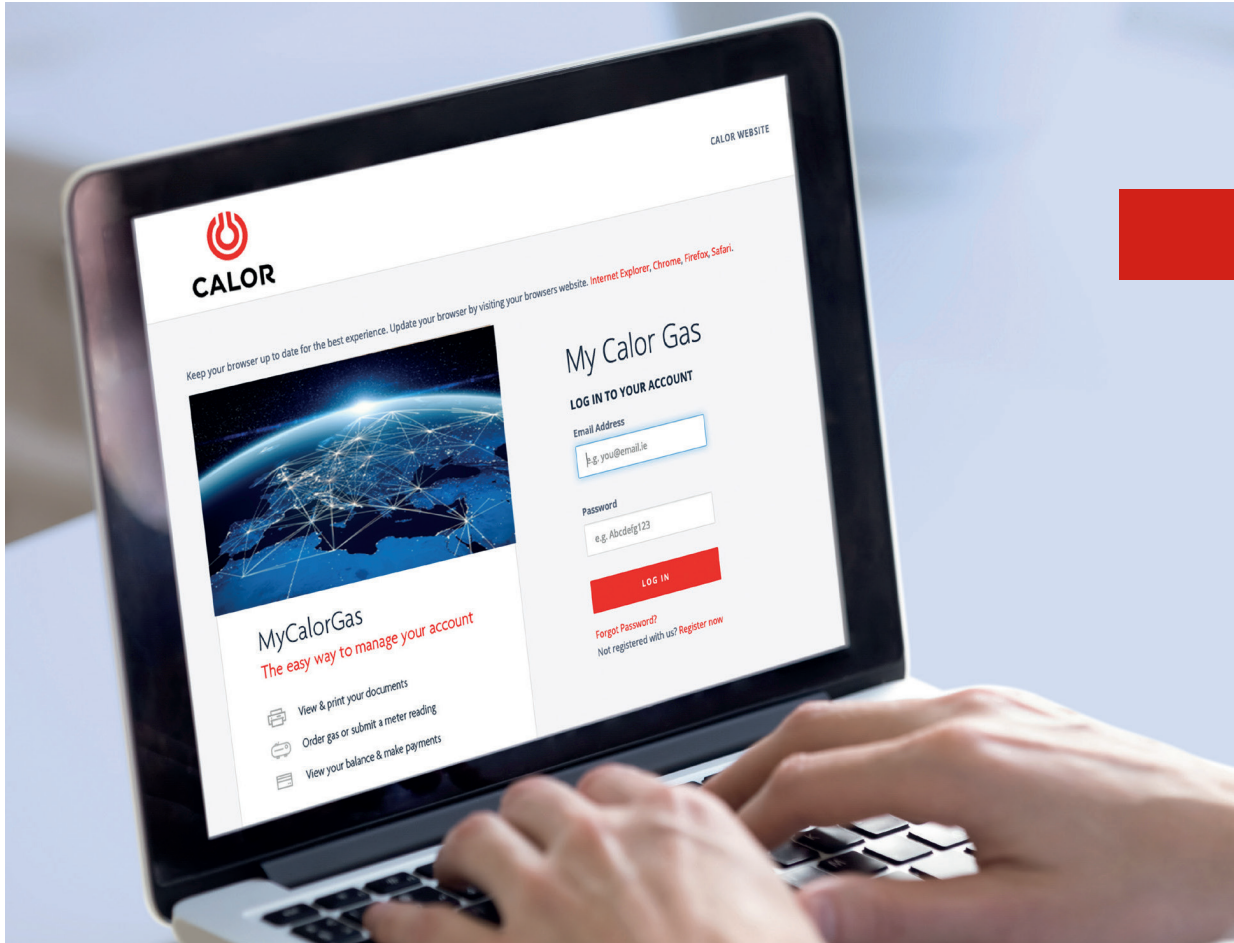 CALOR WEBSITE
CALOR
Keep your browser up to date for the best experience. Update your browser by visiting your browsers website. Internet Explorer, Chrome, Firefox, Safari.
My Calor Gas
LOG IN TO YOUR ACCOUNT
Email Address
e.g. you@email.ie
Password
e.g. Abcdefg123
LOG IN
Forgot Password?
Not registered with us? Register now
MyCalorGas
The easy way to manage your account
View & print your documents
Order gas or submit a meter reading
View your balance & make payments